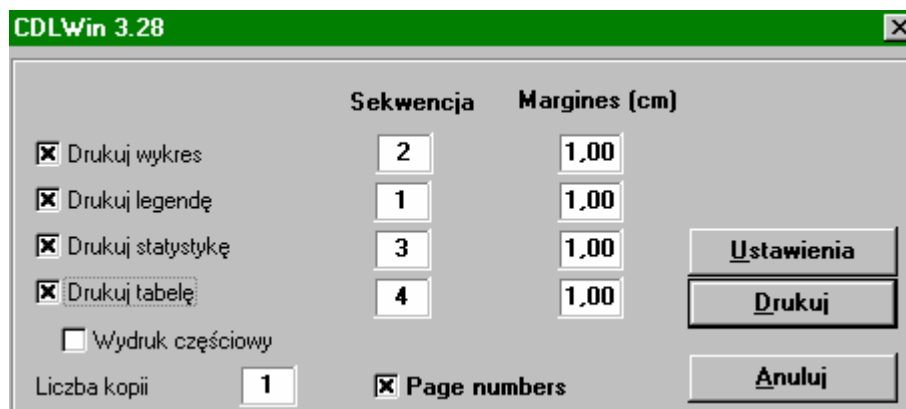 CDLWin 3.28
Sekwencja Margines (cm)
Drukuj wykres 2 1,00
Drukuj legendę 1 1,00
Drukuj statystykę 3 1,00
Ustawienia
Drukuj tabelę 4 1,00
Drukuj
Wydruk częściowy
Liczba kopii 1 Page numbers
Anuluj